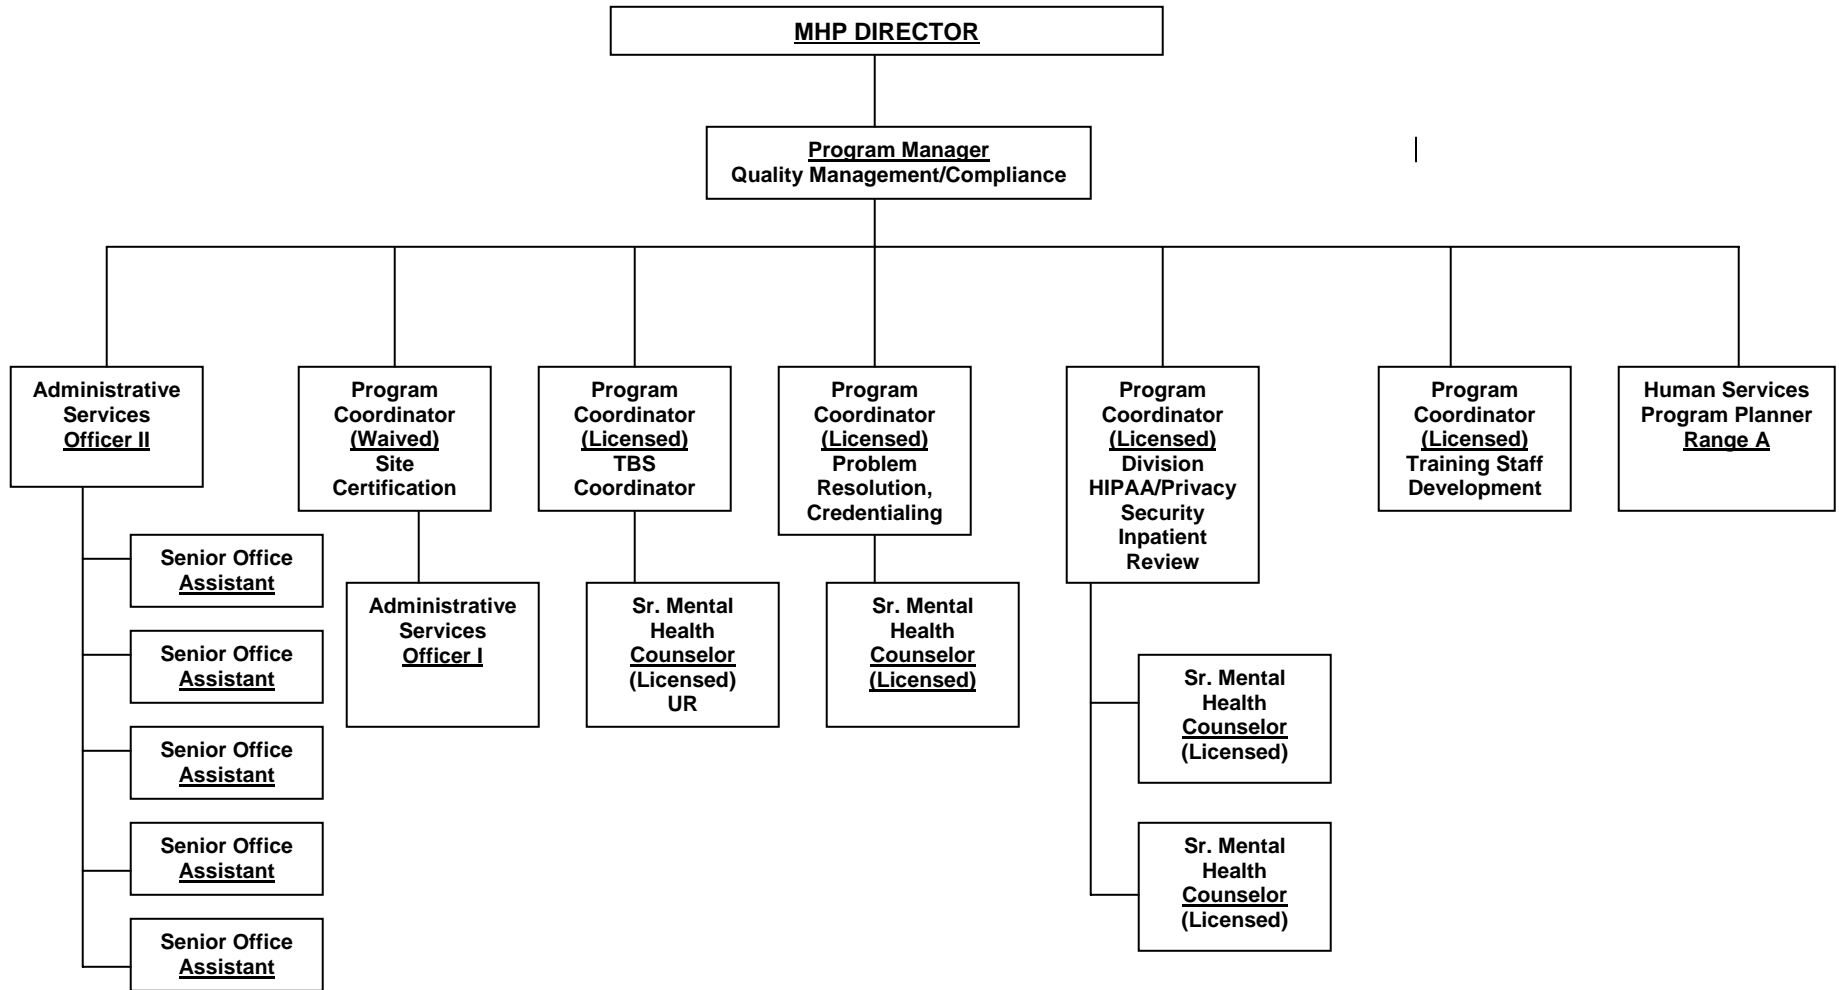 MHP DIRECTOR
Program Manager
Quality Management/Compliance
Administrative
Services
Officer II
Program
Coordinator
(Waived)
Site
Certification
Program
Coordinator
(Licensed)
TBS
Coordinator
Program
Coordinator
(Licensed)
Problem
Resolution,
Credentialing
Program
Coordinator
(Licensed)
Division
HIPAA/Privacy
Security
Inpatient
Review
Program
Coordinator
(Licensed)
Training Staff
Development
Human Services
Program Planner
Range A
Senior Office
Assistant
Senior Office
Assistant
Senior Office
Assistant
Senior Office
Assistant
Senior Office
Assistant
Administrative
Services
Officer I
Sr. Mental
Health
Counselor
(Licensed)
UR
Sr. Mental
Health
Counselor
(Licensed)
Sr. Mental
Health
Counselor
(Licensed)
Sr. Mental
Health
Counselor
(Licensed)